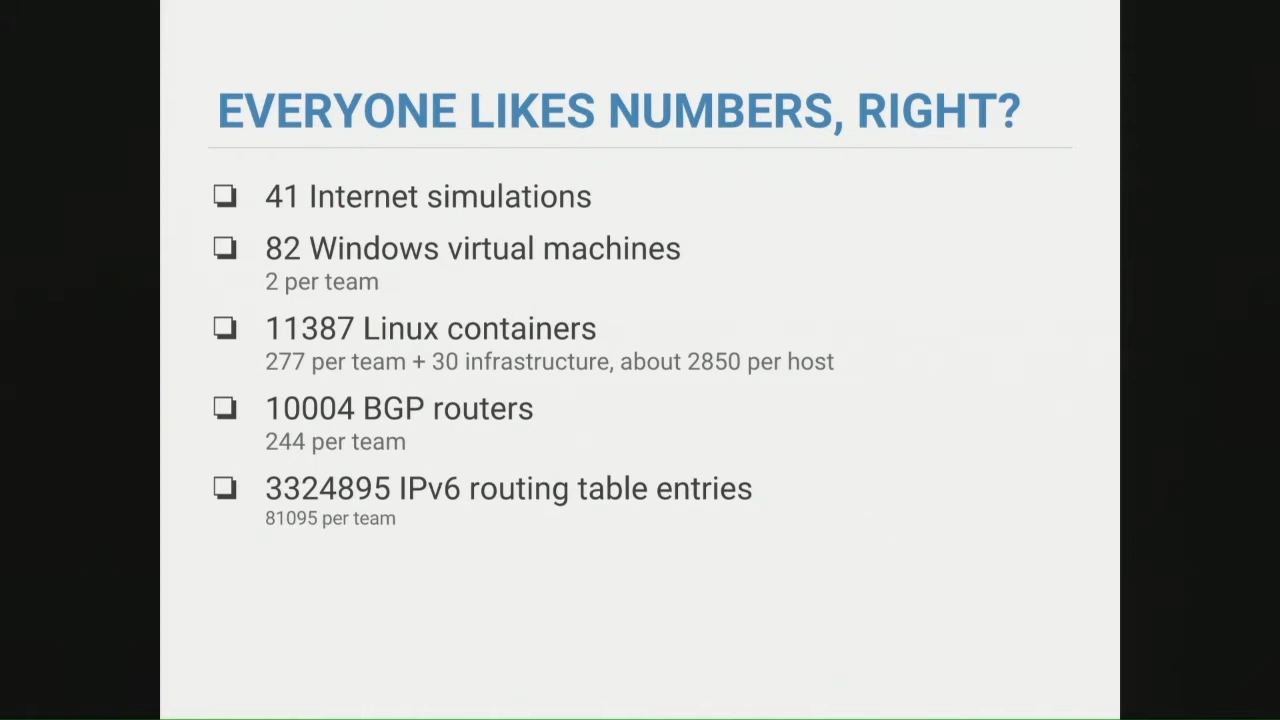 EVERYONE LIKES NUMBERS, RIGHT?
41 Internet simulations
82 Windows virtual machines
2 per team
11387 Linux containers
277 per team + 30 infrastructure, about 2850 per host
10004 BGP routers
244 per team
3324895 IPv6 routing table entries
81095 per team